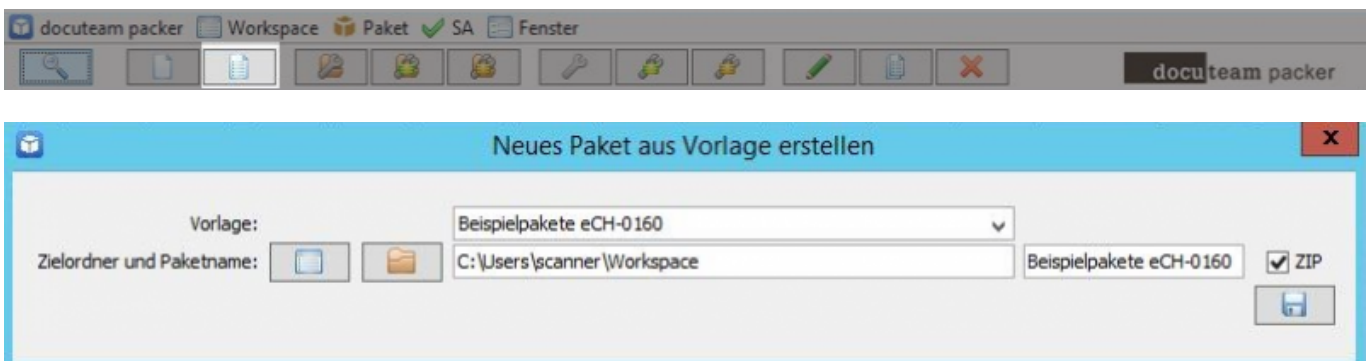 docuteam packer Workspace Paket SA Fenster
docuteam packer
Neues Paket aus Vorlage erstellen x
Vorlage: Beispielpakete eCH-0160
Zielordner und Paketname: C:\Users\scanner\Workspace Beispielpakete eCH-0160 ZIP